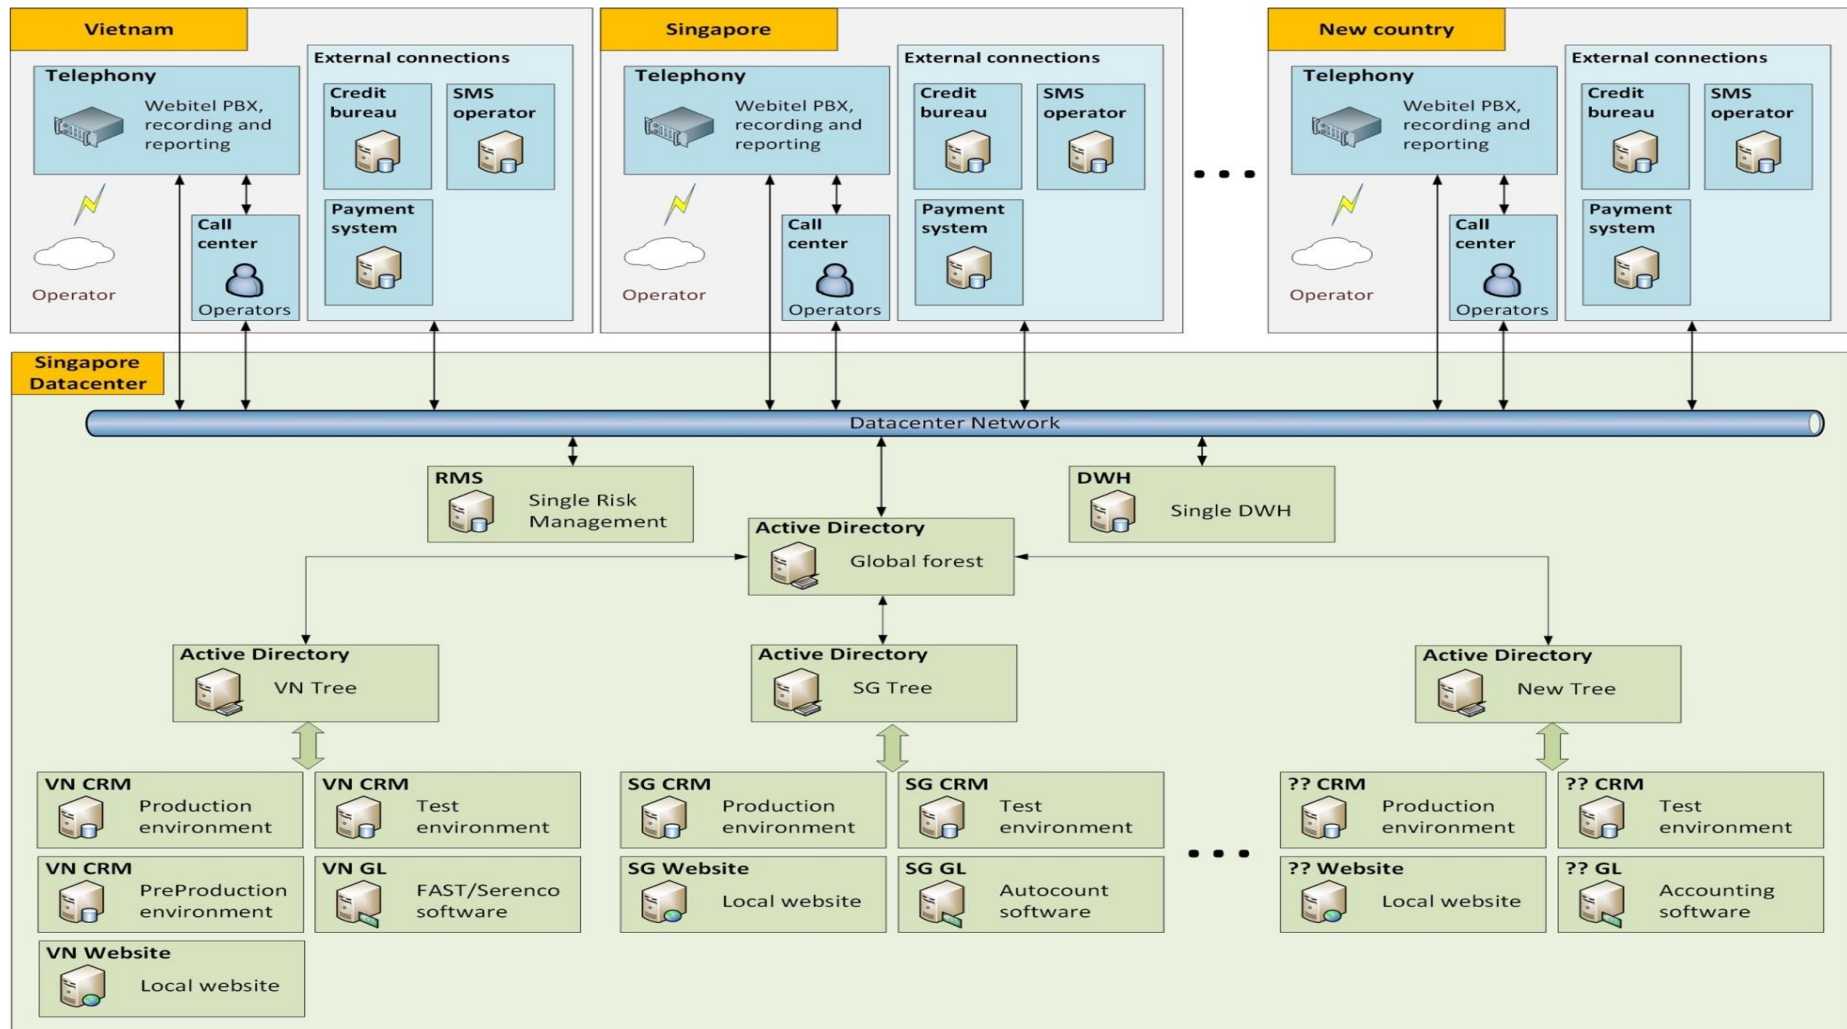 Vietnam
Telephony
Webitel PBX,
recording and
reporting
Operator
Call
center
Operators
External connections
Credit
bureau
SMS
operator
Payment
system
Singapore
Telephony
Webitel PBX,
recording and
reporting
Operator
Call
center
Operators
External connections
Credit
bureau
SMS
operator
Payment
system
...
New country
Telephony
Webitel PBX,
recording and
reporting
Operator
Call
center
Operators
External connections
Credit
bureau
SMS
operator
Payment
system
Singapore
Datacenter
Datacenter Network
RMS
Single Risk
Management
DWH
Single DWH
Active Directory
Global forest
Active Directory
VN Tree
Active Directory
SG Tree
Active Directory
New Tree
VN CRM
Production
environment
VN CRM
Test
environment
VN CRM
PreProduction
environment
VN GL
FAST/Serenco
software
VN Website
Local website
SG CRM
Production
environment
SG CRM
Test
environment
SG Website
Local website
SG GL
Autocount
software
...
?? CRM
Production
environment
?? CRM
Test
environment
?? Website
Local website
?? GL
Accounting
software